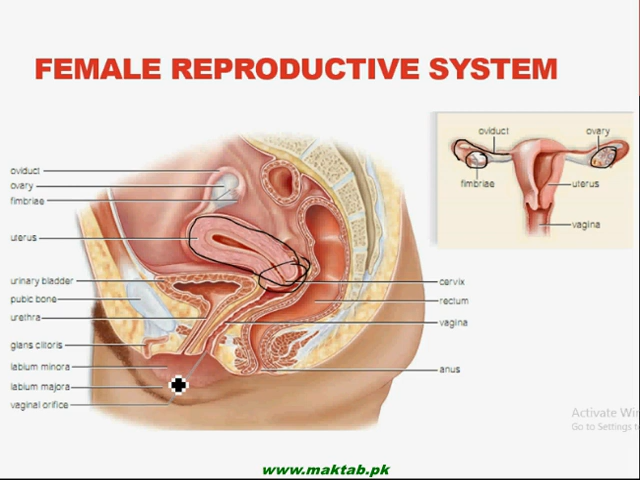 FEMALE REPRODUCTIVE SYSTEM
oviduct
ovary
fimbriae
uterus
urinary bladder
pubic bone
urethra
glans clitoris
labium minora
labium majora
vaginal orifice
cervix
rectum
vagina
anus
oviduct
ovary
fimbriae
uterus
vagina
Activate Win
Go to Settings t
www.maktab.pk